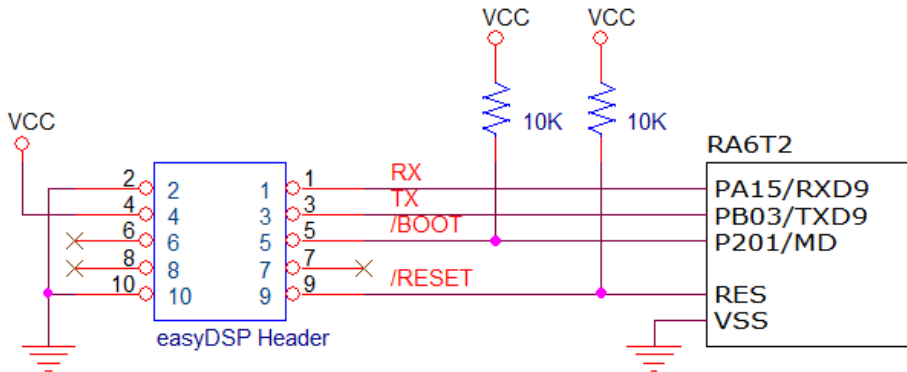 VCC VCC
10K 10K
VCC
RA6T2
2 2 1 1 RX PA15/RXD9
4 4 3 3 TX PB03/TXD9
6 6 5 5 /BOOT P201/MD
8 8 7 7
10 10 9 9 /RESET RES
VSS
easyDSP Header